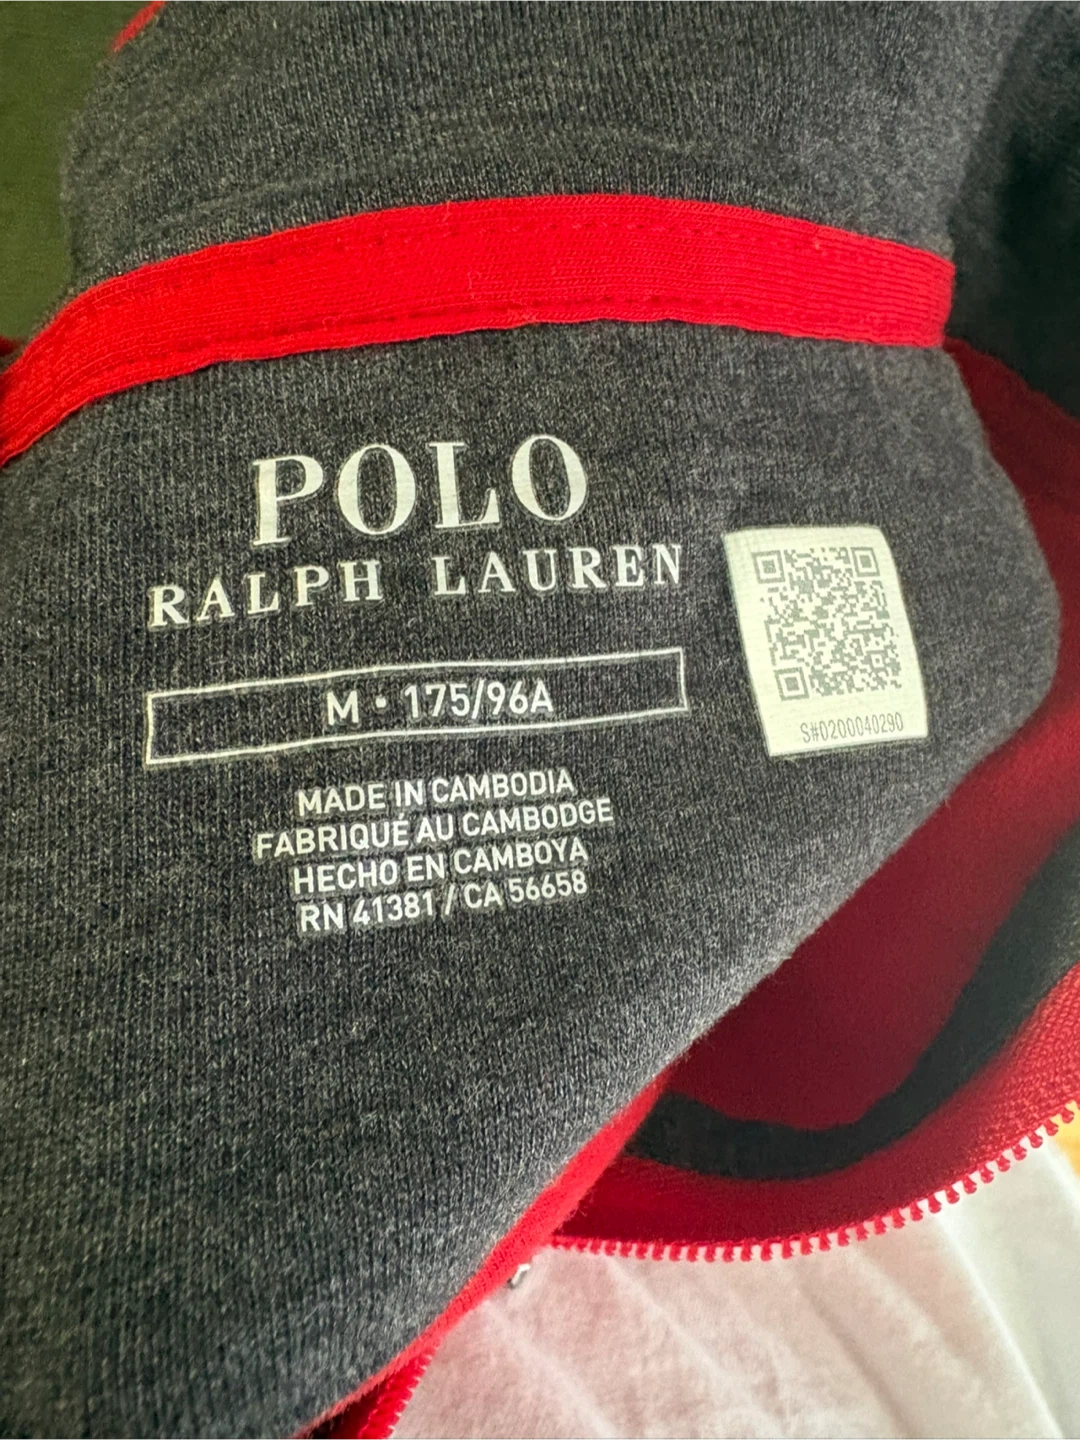 POLO
RALPH LAUREN
M • 175/96A
MADE IN CAMBODIA
FABRIQUÉ AU CAMBODGE
HECHO EN CAMBOYA
RN 41381 / CA 56658
S#0200040290